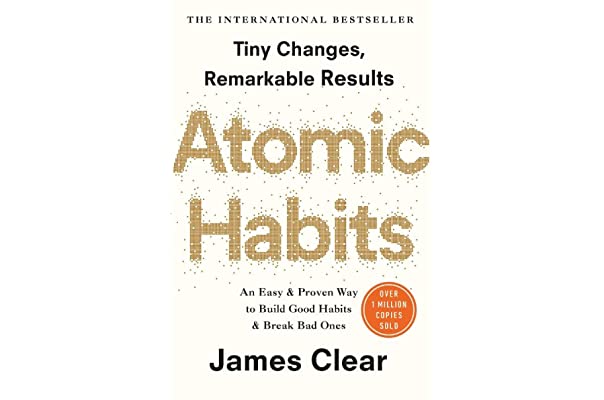 THE INTERNATIONAL BESTSELLER
Tiny Changes,
Remarkable Results
Atomic
Habits
An Easy & Proven Way
to Build Good Habits
& Break Bad Ones
OVER
1 MILLION
COPIES
SOLD
James Clear